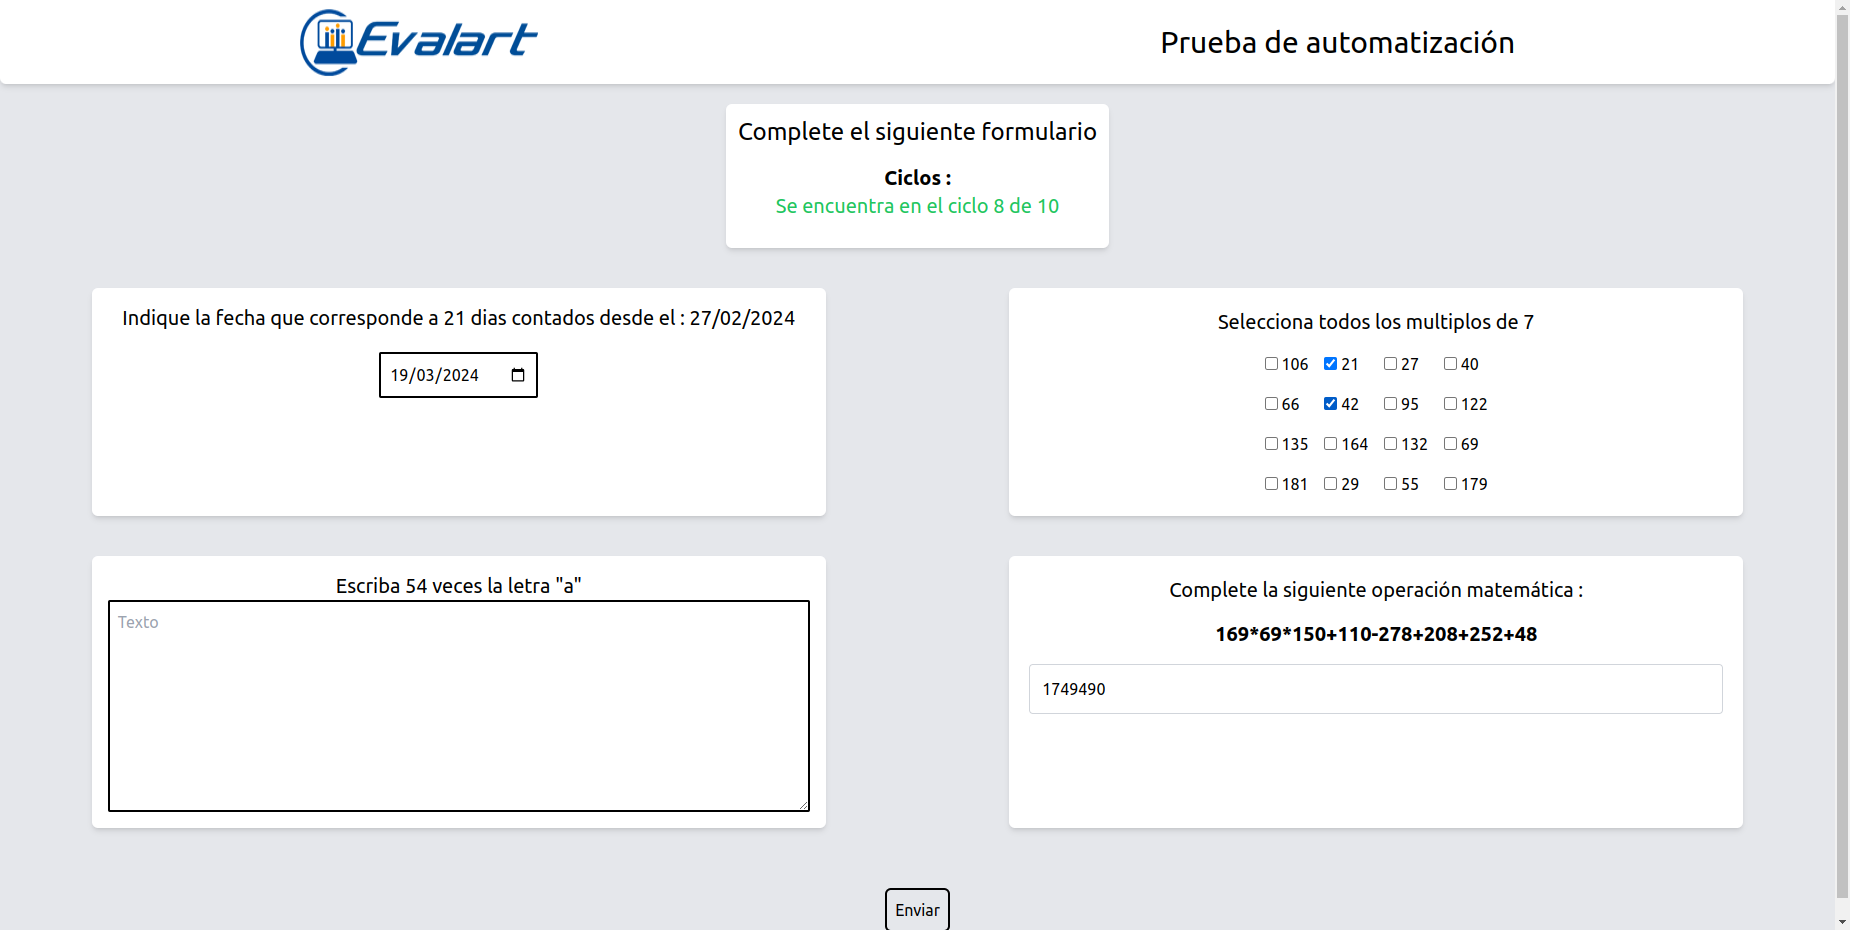 Evalart
Prueba de automatización
Complete el siguiente formulario
Ciclos :
Se encuentra en el ciclo 8 de 10
Indique la fecha que corresponde a 21 dias contados desde el : 27/02/2024
19/03/2024
Selecciona todos los multiplos de 7
106 21 27 40
66 42 95 122
135 164 132 69
181 29 55 179
Escriba 54 veces la letra "a"
Texto
Complete la siguiente operación matemática :
169*69*150+110-278+208+252+48
1749490
Enviar